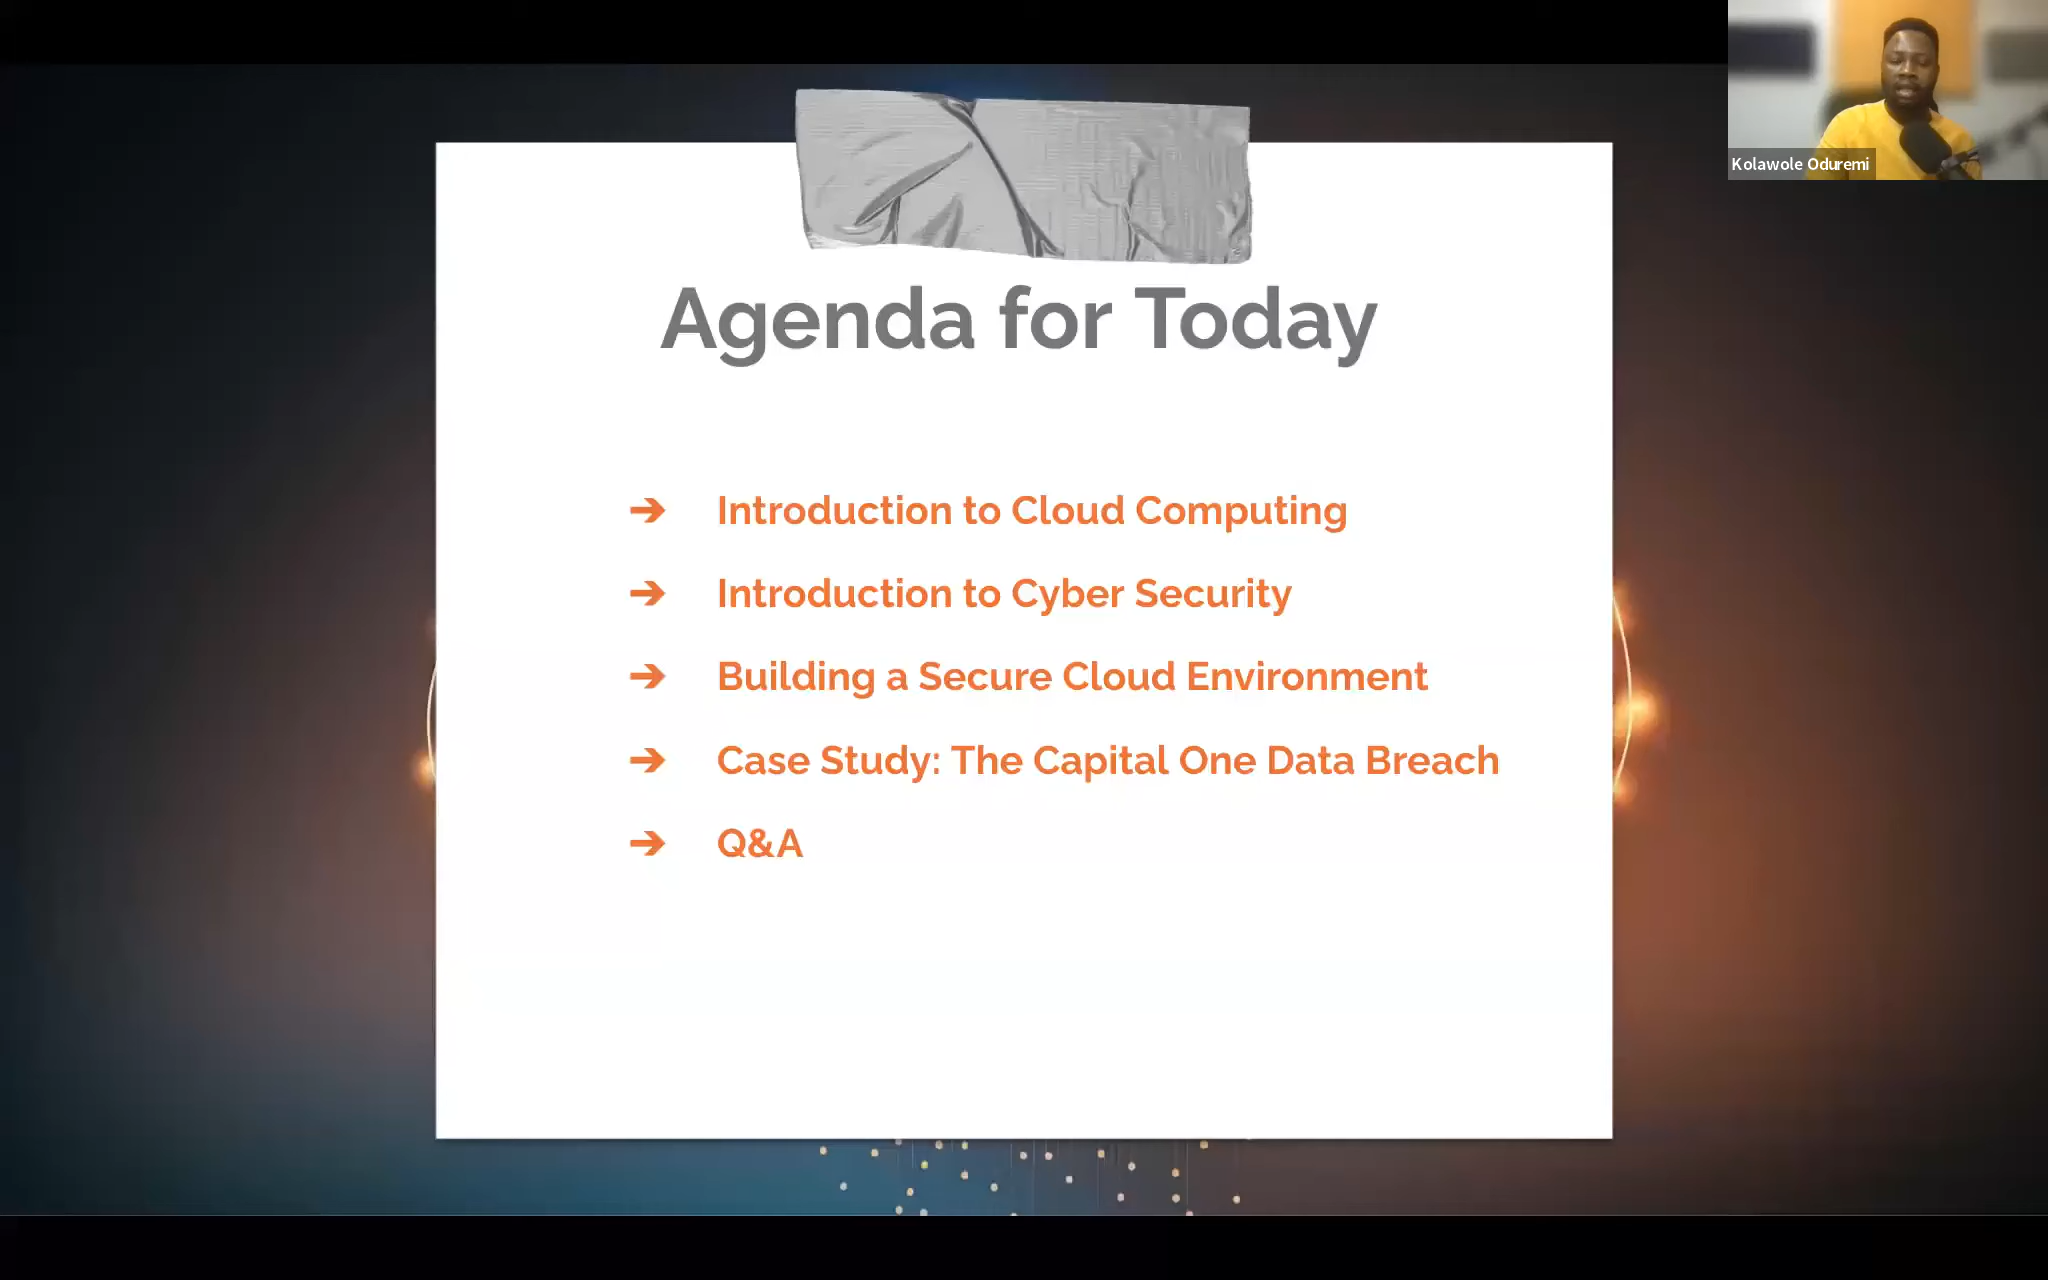 Kolawole Oduremi
Agenda for Today
➔ Introduction to Cloud Computing
➔ Introduction to Cyber Security
➔ Building a Secure Cloud Environment
➔ Case Study: The Capital One Data Breach
➔ Q&A